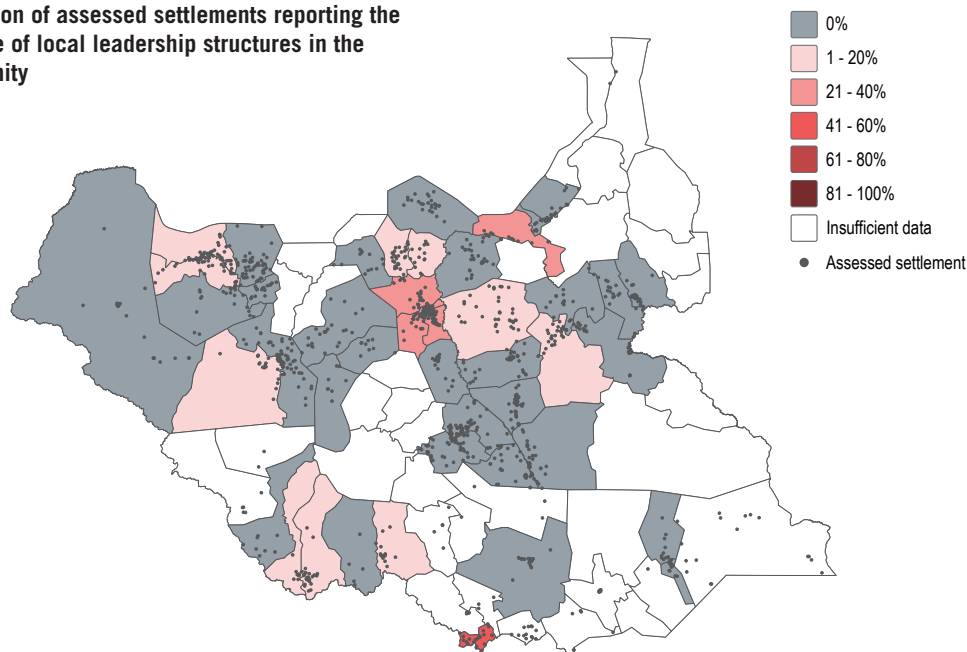 on of assessed settlements reporting the
e of local leadership structures in the
nity
0%
1 - 20%
21 - 40%
41 - 60%
61 - 80%
81 - 100%
Insufficient data
Assessed settlement